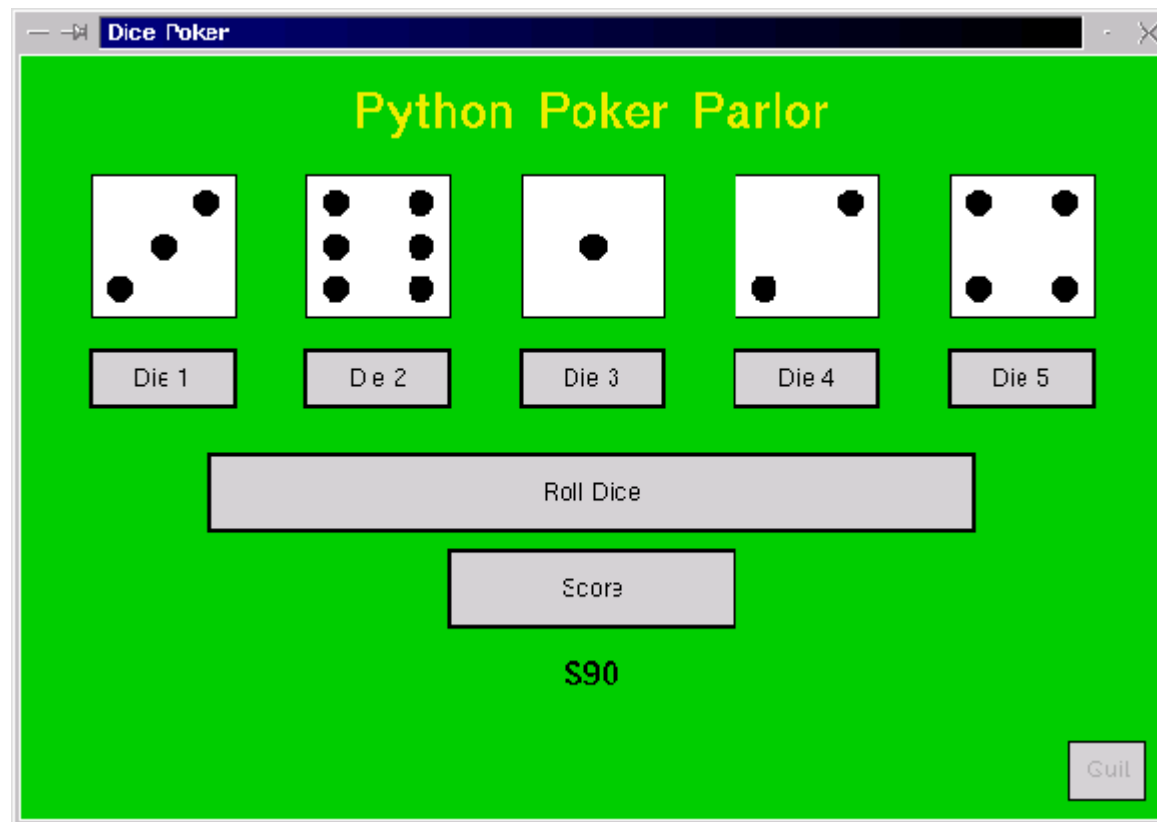 Dice Poker
Python Poker Parlor
Die 1 Die 2 Die 3 Die 4 Die 5
Roll Dice
Score
$90
Quit